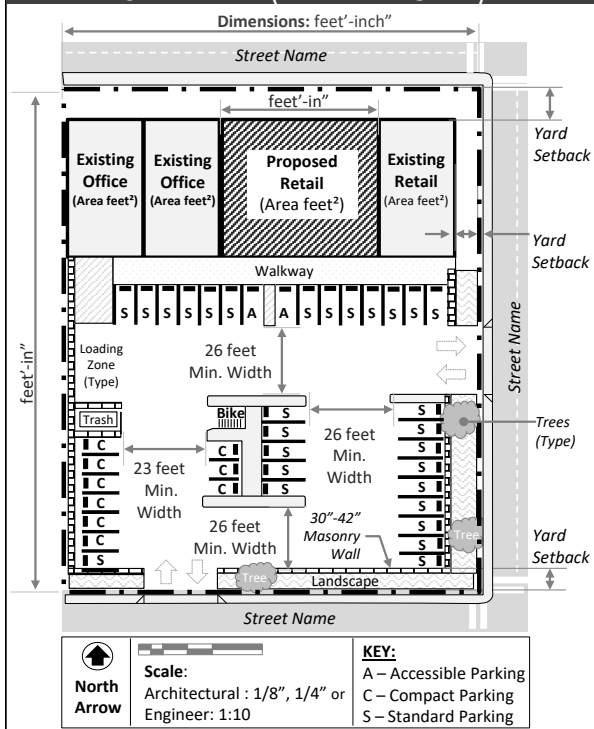 Dimensions: feet'-inch"
Street Name
feet'-in"
Yard
Setback
Existing
Office
(Area feet²)
Existing
Office
(Area feet²)
Proposed
Retail
(Area feet²)
Existing
Retail
(Area feet²)
Yard
Setback
Walkway
S S S S S A A S S S S S S
feet'-in"
Street Name
Loading
Zone
(Type)
26 feet
Min. Width
Trash
Bike
C
C
C
C
C
C
S
23 feet
Min.
Width
C
C
C
S
S
S
S
S
26 feet
Min.
Width
S
S
S
S
S
S
S
S
S
Trees
(Type)
26 feet
Min. Width
30"-42"
Masonry
Wall
Tree
Yard
Setback
Tree
Landscape
Street Name
North
Arrow
Scale:
Architectural : 1/8", 1/4" or
Engineer: 1:10
KEY:
A – Accessible Parking
C – Compact Parking
S – Standard Parking